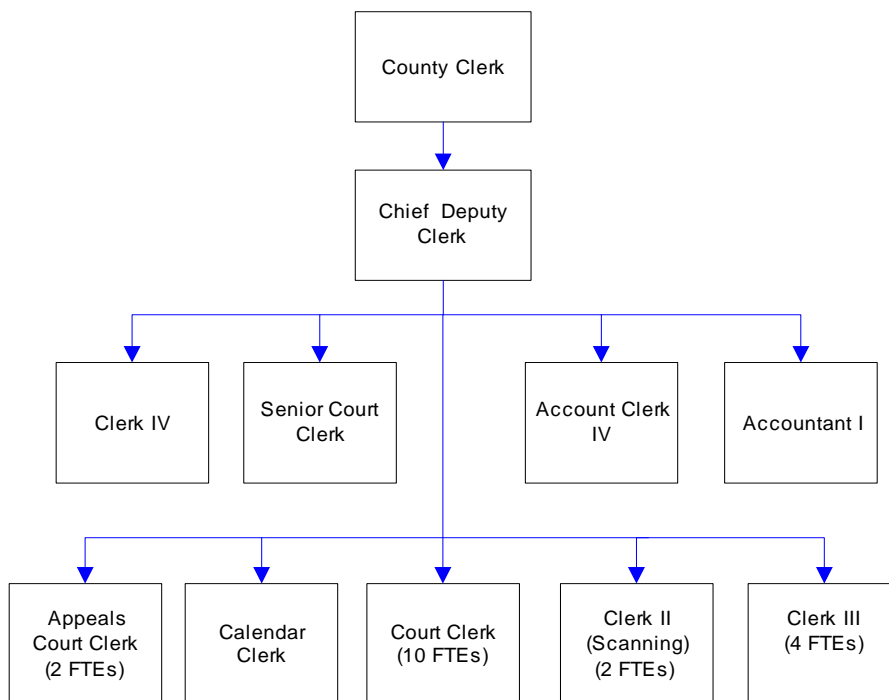 County Clerk
Chief Deputy
Clerk
Clerk IV
Senior Court
Clerk
Account Clerk
IV
Accountant I
Appeals
Court Clerk
(2 FTEs)
Calendar
Clerk
Court Clerk
(10 FTEs)
Clerk II
(Scanning)
(2 FTEs)
Clerk III
(4 FTEs)